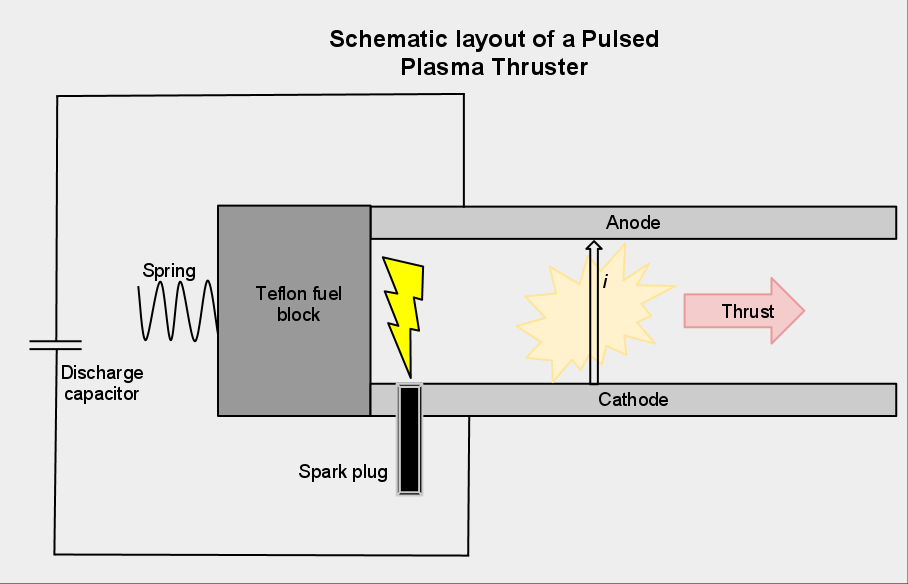 Schematic layout of a Pulsed
Plasma Thruster
Anode
Spring
i
Teflon fuel
block
Thrust
Discharge
capacitor
Cathode
Spark plug